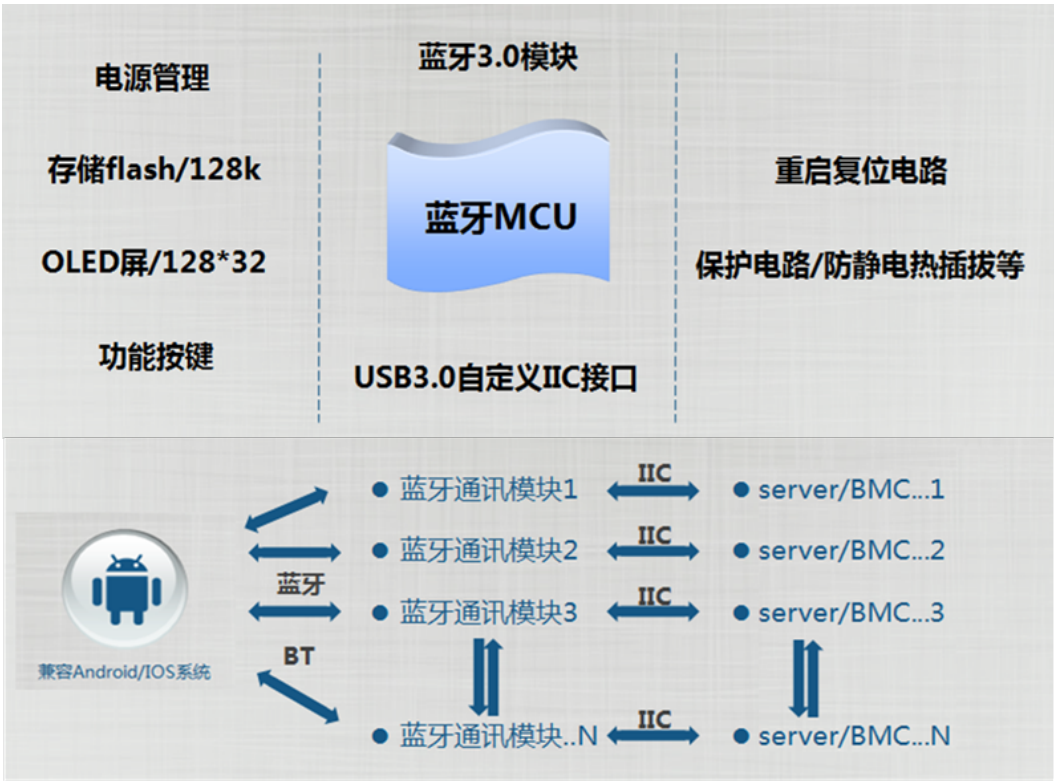 电源管理
存储flash/128k
OLED屏/128*32
功能按键
蓝牙3.0模块
蓝牙MCU
USB3.0自定义IIC接口
重启复位电路
保护电路/防静电热插拔等
兼容Android/IOS系统
蓝牙
BT
蓝牙通讯模块1
IIC
server/BMC...1
蓝牙通讯模块2
IIC
server/BMC...2
蓝牙通讯模块3
IIC
server/BMC...3
蓝牙通讯模块..N
IIC
server/BMC...N